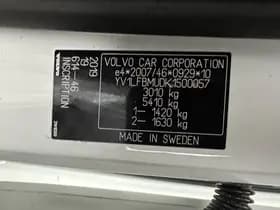 VOLVO CAR CORPORATION
e4*2007/46*0929*10
YV1LFBMUDK1500057
3010 kg
5410 kg
1-- 1420 kg
2-- 1630 kg
MADE IN SWEDEN
2019
19
614-46
INSCRIPTION